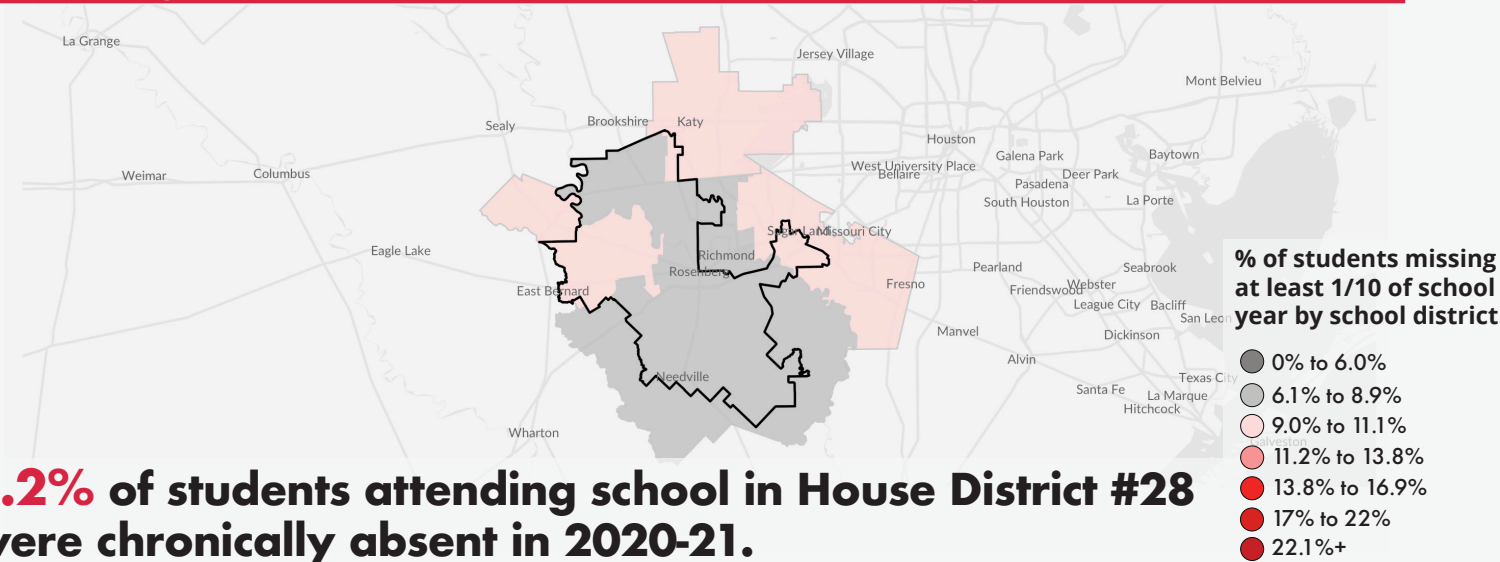 La Grange
Jersey Village
Mont Belvieu
Sealy
Brookshire
Katy
Houston
Galena Park
Baytown
West University Place
Bellaire
Deer Park
Weimar
Columbus
Pasadena
South Houston
La Porte
Sugar Land
Missouri City
Eagle Lake
Richmond
Rosenberg
Pearland
Seabrook
East Bernard
Fresno
Friendswood
Webster
League City
Bacliff
San Leon
Manvel
Dickinson
Alvin
Needville
Texas City
Santa Fe
La Marque
Hitchcock
Wharton
Galveston
% of students missing
at least 1/10 of school
year by school district
0% to 6.0%
6.1% to 8.9%
9.0% to 11.1%
11.2% to 13.8%
13.8% to 16.9%
17% to 22%
22.1%+
.2% of students attending school in House District #28
were chronically absent in 2020-21.